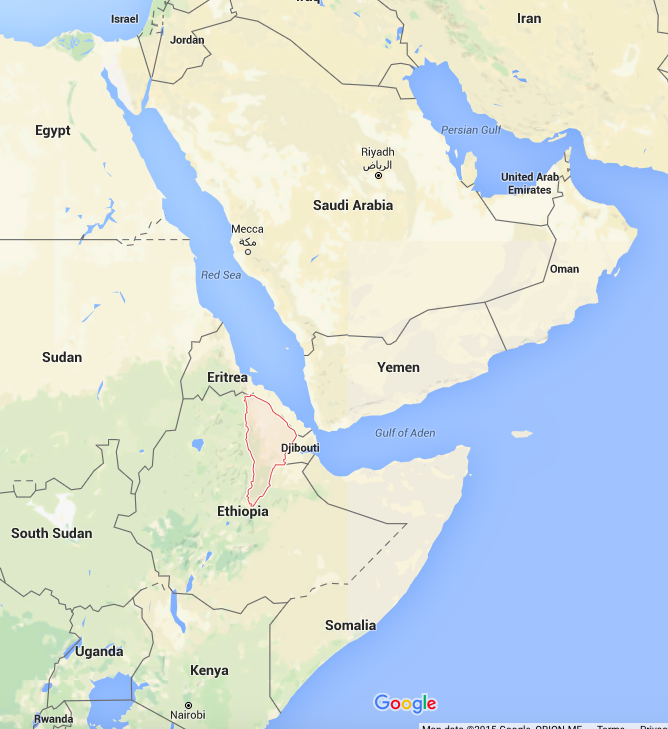 Israel
Iraq
Iran
Jordan
Egypt
Persian Gulf
Riyadh
الرياض
United Arab
Emirates
Saudi Arabia
Mecca
مكة
Oman
Red Sea
Sudan
Yemen
Eritrea
Gulf of Aden
Djibouti
Ethiopia
South Sudan
Somalia
Uganda
Kenya
Google
Nairobi
Rwanda
Map data ©2015 Google, ORION-ME Terms